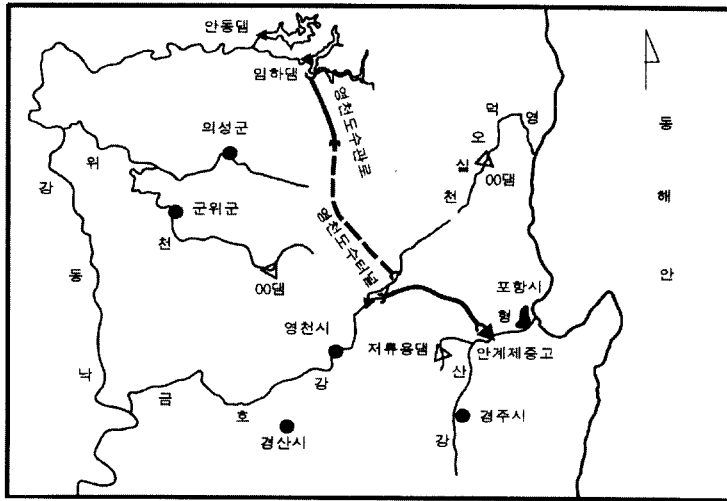 안동댐
임하댐
영천도수관로
영천도수터널
의성군
군위군
위
천
00댐
강
동
낙
영
먹
오
실
천
00댐
동
해
안
포항시
형
산
강
안계제중고
저류용댐
영천시
금
호
강
경산시
경주시